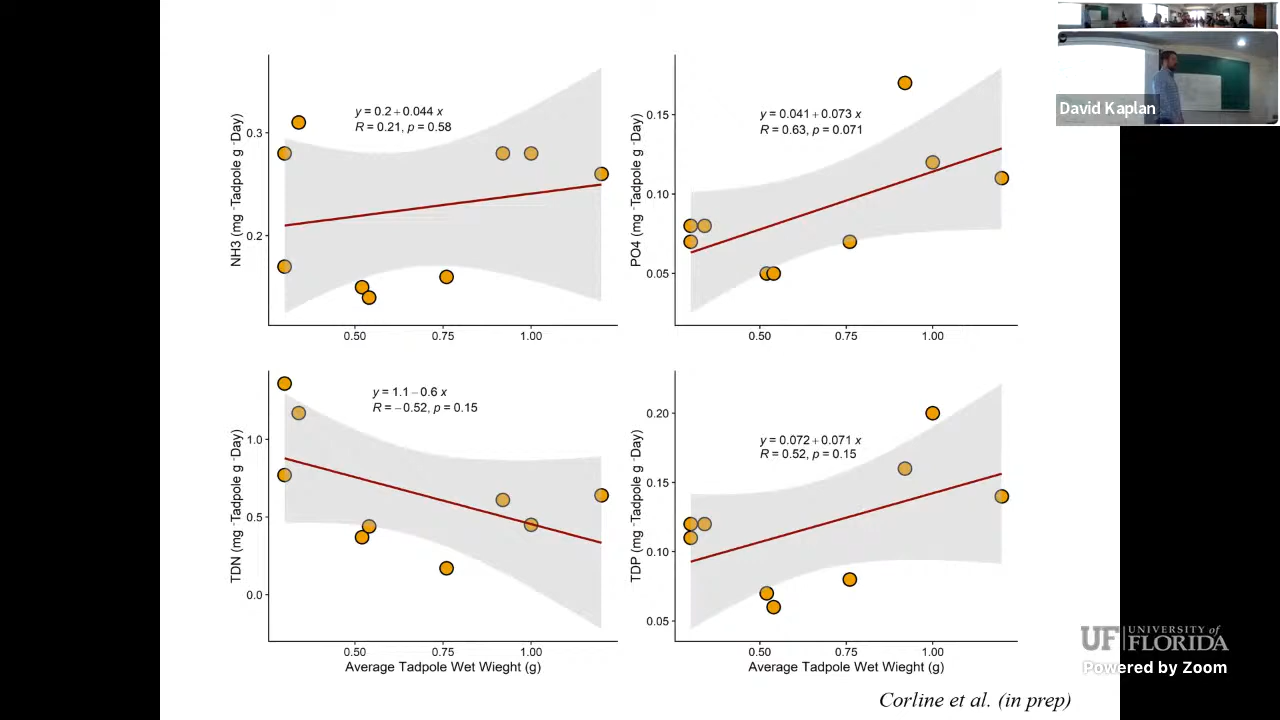 David Kaplan
NH3 (mg ⁻Tadpole g ⁻Day)
0.3
0.2
y = 0.2 + 0.044 x
R = 0.21, p = 0.58
0.50
0.75
1.00
PO4 (mg ⁻Tadpole g ⁻Day)
0.15
0.10
0.05
y = 0.041 + 0.073 x
R = 0.63, p = 0.071
0.50
0.75
1.00
TDN (mg ⁻Tadpole g ⁻Day)
1.0
0.5
0.0
y = 1.1 − 0.6 x
R = − 0.52, p = 0.15
0.50
0.75
1.00
Average Tadpole Wet Wieght (g)
TDP (mg ⁻Tadpole g ⁻Day)
0.20
0.15
0.10
0.05
y = 0.072 + 0.071 x
R = 0.52, p = 0.15
0.50
0.75
1.00
Average Tadpole Wet Wieght (g)
UF UNIVERSITY of
FLORIDA
Powered by Zoom
Corline et al. (in prep)